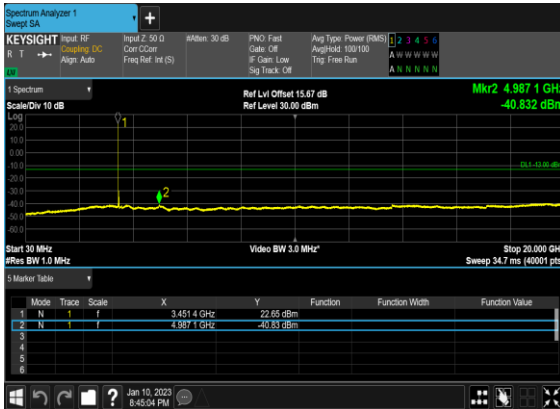 Spectrum Analyzer 1
Swept SA
KEYSIGHT
R T
LW
Input: RF
Coupling: DC
Align: Auto
Input Z: 50 Ω
Corr CCorr
Freq Ref: Int (S)
#Atten: 30 dB
PNO: Fast
Gate: Off
IF Gain: Low
Sig Track: Off
Avg Type: Power (RMS)
Avg|Hold: 100/100
Trig: Free Run
1 2 3 4 5 6
A W W W W W
A N N N N N
1 Spectrum
Scale/Div 10 dB
Ref Lvl Offset 15.67 dB
Ref Level 30.00 dBm
Mkr2 4.987 1 GHz
-40.832 dBm
Log
20.0
10.0
0.00
-10.0
-20.0
-30.0
-40.0
-50.0
-60.0
1
2
DL1 -13.00 dBm
Start 30 MHz
#Res BW 1.0 MHz
Video BW 3.0 MHz*
Stop 20.000 GH
Sweep 34.7 ms (40001 pts
5 Marker Table
Mode Trace Scale X Y Function Function Width Function Value
1 N 1 f 3.451 4 GHz 22.65 dBm
2 N 1 f 4.987 1 GHz -40.83 dBm
3
4
5
6
Jan 10, 2023
8:45:04 PM